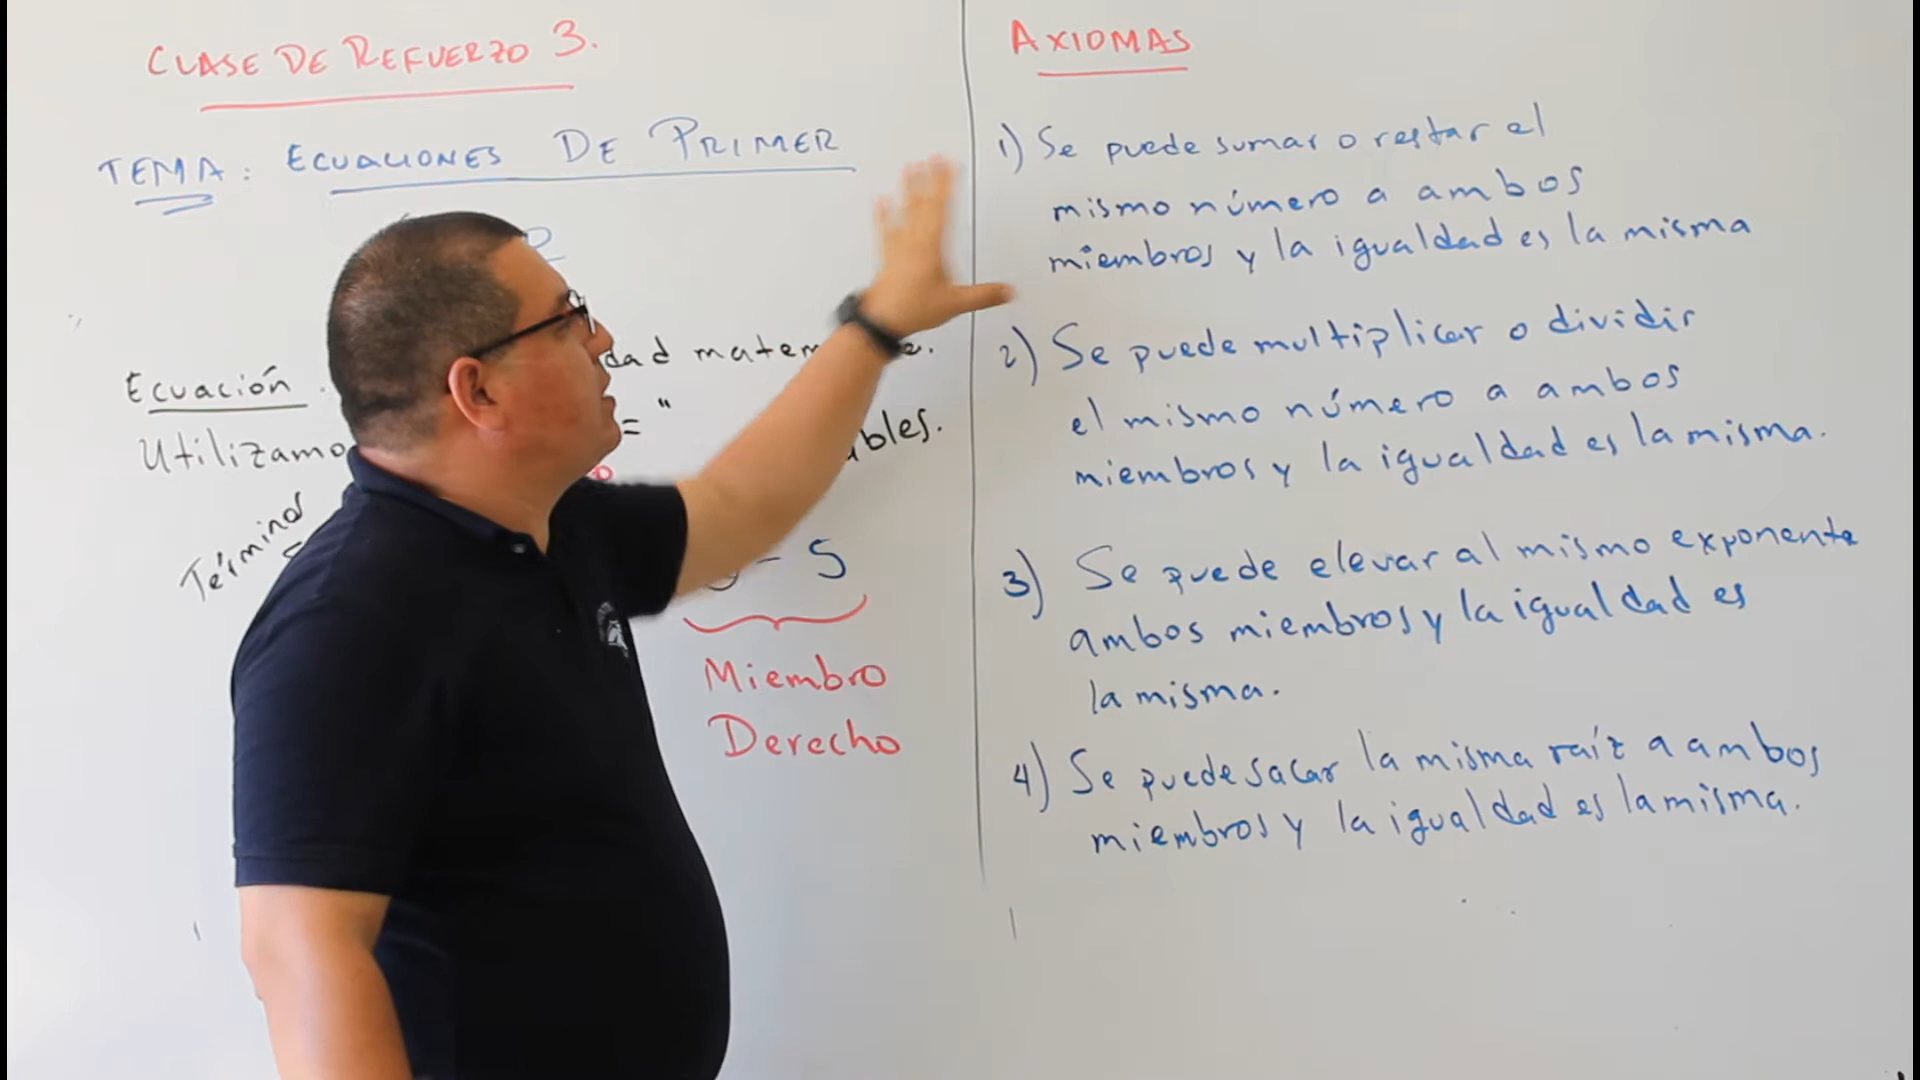 CLASE DE REFUERZO 3.
TEMA: ECUACIONES DE PRIMER
Ecuación
matem
Utilizamo
= "
- 5
Miembro
Derecho
AXIOMAS
1) Se puede sumar o restar el
mismo número a ambos
miembros y la igualdad es la misma
2) Se puede multiplicar o dividir
el mismo número a ambos
miembros y la igualdad es la misma.
3) Se puede elevar al mismo exponente
ambos miembros y la igualdad es
la misma.
4) Se puede sacar la misma raíz a ambos
miembros y la igualdad es la misma.